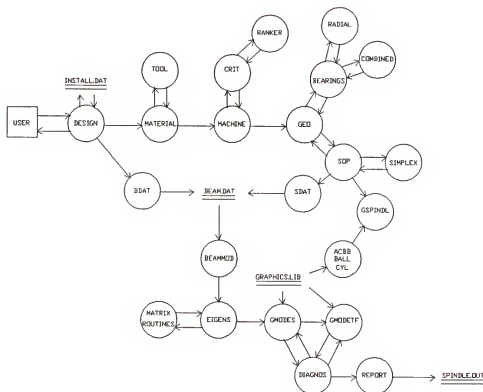 RANKER
RADIAL
COMBINED
INSTALL.DAT
TOOL
CRIT
BEARINGS
USER
DESIGN
MATERIAL
MACHINE
GEO
SOP
SIMPLEX
BDAT
BEAM.DAT
SDAT
GSPINDL
ACBB
BALL
CYL
BEAMMOD
GRAPHICS.LIB
MATRIX
ROUTINES
EIGENS
GMODES
GMODETF
DIAGNOS
REPORT
SPINDLE.OUT